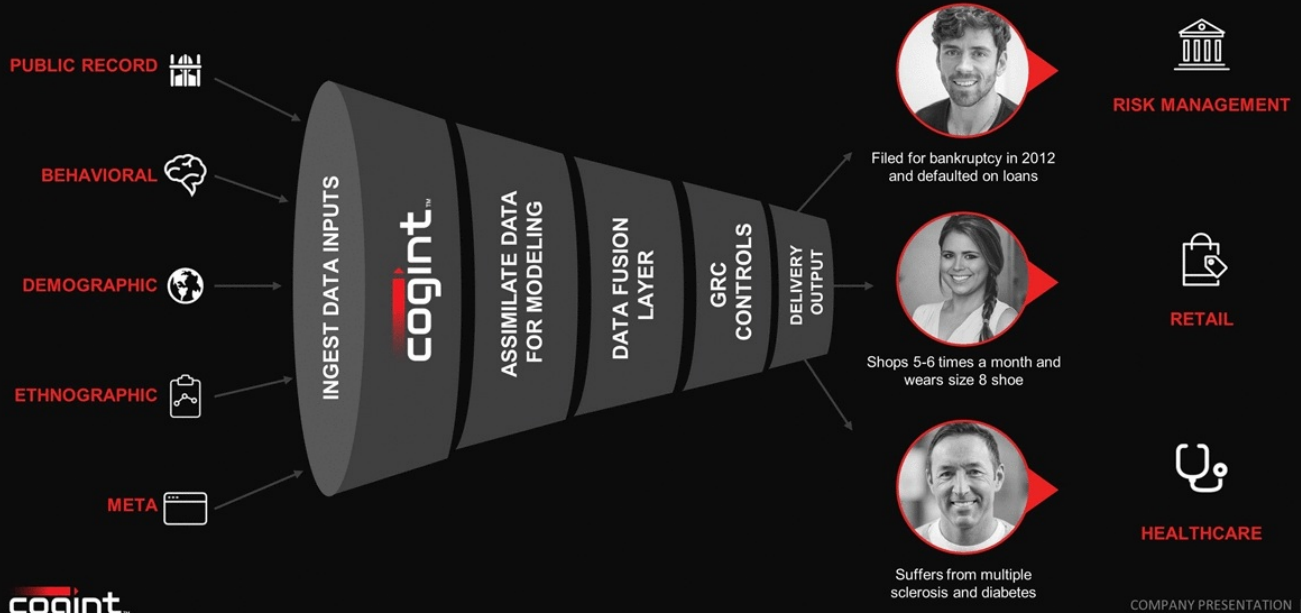 PUBLIC RECORD
BEHAVIORAL
DEMOGRAPHIC
ETHNOGRAPHIC
META
INGEST DATA INPUTS
cogint™
ASSIMILATE DATA
FOR MODELING
DATA FUSION
LAYER
GRC
CONTROLS
DELIVERY
OUTPUT
Filed for bankruptcy in 2012
and defaulted on loans
RISK MANAGEMENT
Shops 5-6 times a month and
wears size 8 shoe
RETAIL
Suffers from multiple
sclerosis and diabetes
HEALTHCARE
cogint™
COMPANY PRESENTATION